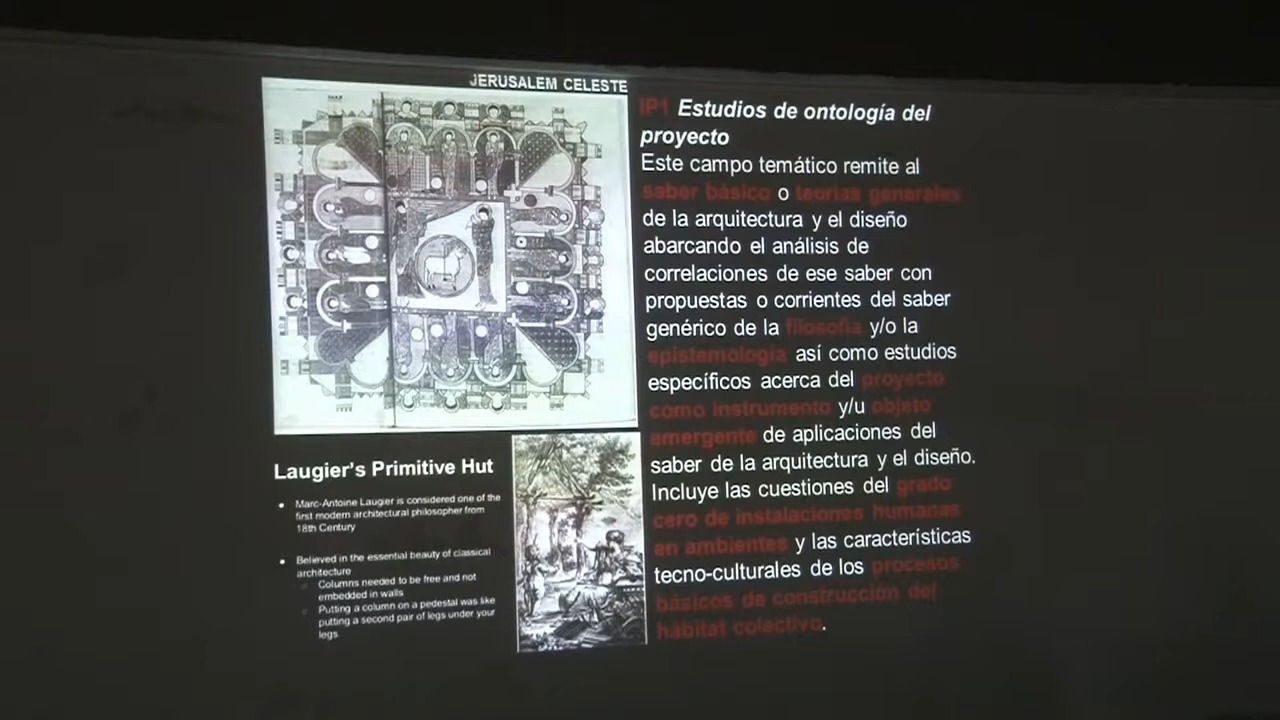 JERUSALEM CELESTE
IP1 Estudios de ontología del
proyecto
Este campo temático remite al
saber básico o teorías generales
de la arquitectura y el diseño
abarcando el análisis de
correlaciones de ese saber con
propuestas o corrientes del saber
genérico de la filosofía y/o la
epistemología así como estudios
específicos acerca del proyecto
como instrumento y/u objeto
emergente de aplicaciones del
saber de la arquitectura y el diseño.
Incluye las cuestiones del grado
cero de instalaciones humanas
en ambientes y las características
tecno-culturales de los procesos
básicos de construcción del
hábitat colectivo.
Laugier's Primitive Hut
Marc-Antoine Laugier is considered one of the
first modern architectural philosopher from
18th Century
Believed in the essential beauty of classical
architecture
Columns needed to be free and not
embedded in walls
Putting a column on a pedestal was like
putting a second pair of legs under your
legs